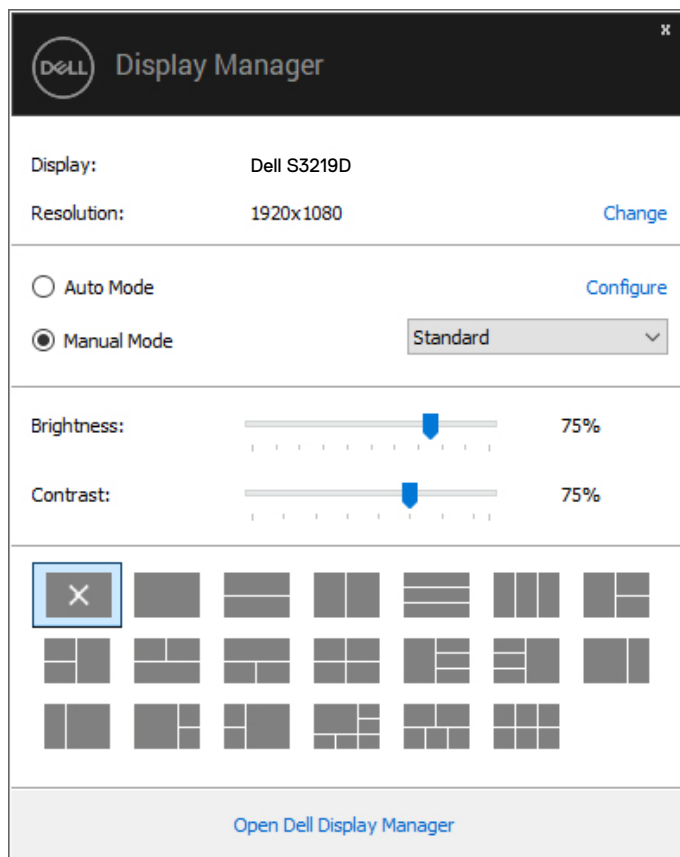 x
DELL Display Manager
Display: Dell S3219D
Resolution: 1920x1080 Change
Auto Mode Configure
Manual Mode Standard
Brightness: 75%
Contrast: 75%
Open Dell Display Manager